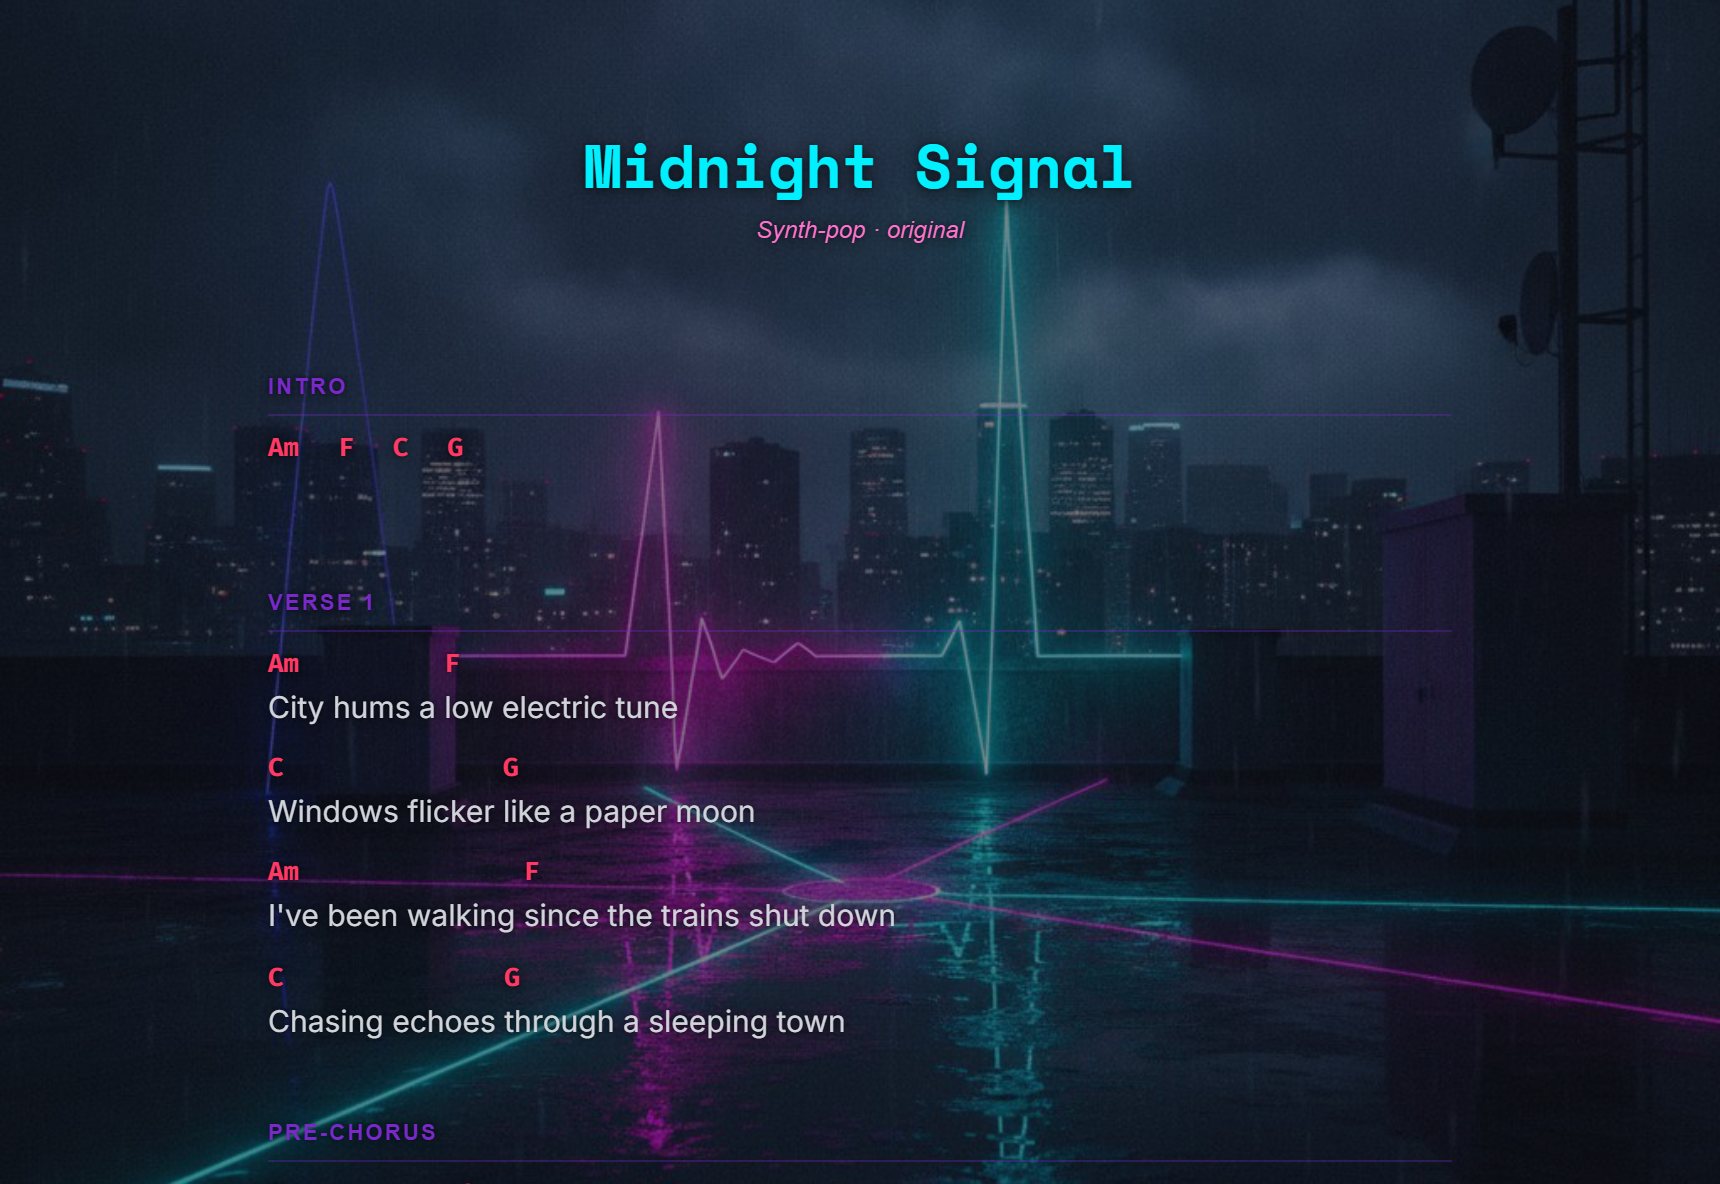 Midnight Signal
Synth-pop · original
INTRO
Am F C G
VERSE 1
Am F
City hums a low electric tune
C G
Windows flicker like a paper moon
Am F
I've been walking since the trains shut down
C G
Chasing echoes through a sleeping town
PRE-CHORUS